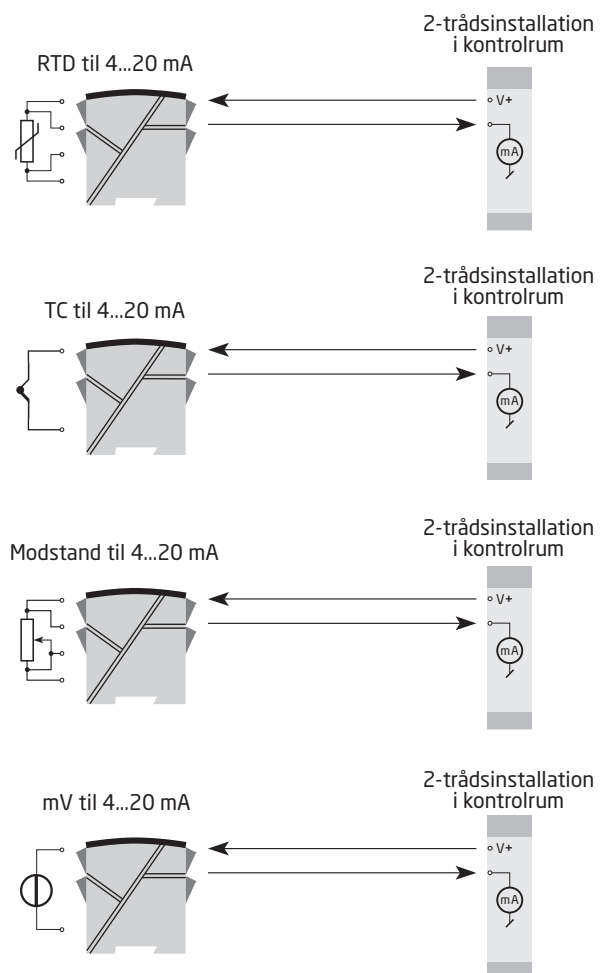 2-trådsinstallation
i kontrolrum
RTD til 4...20 mA
V+
mA
2-trådsinstallation
i kontrolrum
TC til 4...20 mA
V+
mA
2-trådsinstallation
i kontrolrum
Modstand til 4...20 mA
V+
mA
2-trådsinstallation
i kontrolrum
mV til 4...20 mA
V+
mA